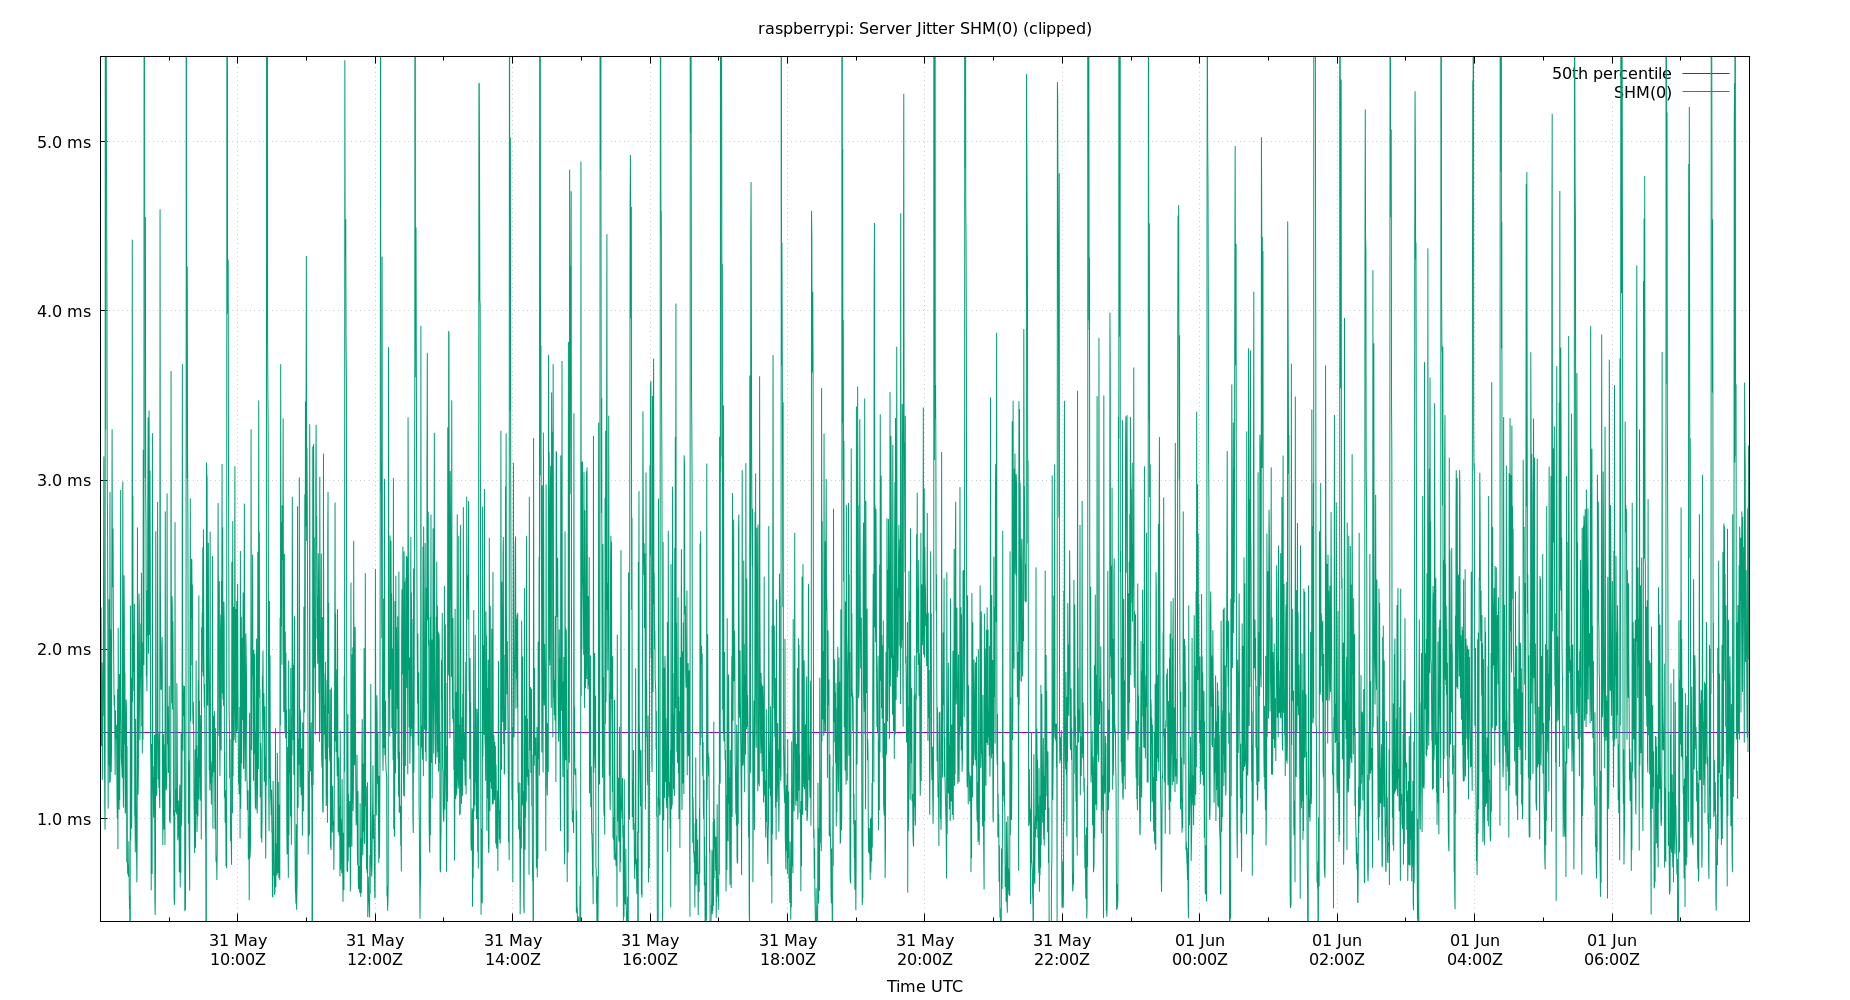 raspberrypi: Server Jitter SHM(0) (clipped)
50th percentile
SHM(0)
5.0 ms
4.0 ms
3.0 ms
2.0 ms
1.0 ms
31 May 31 May 31 May 31 May 31 May 31 May 31 May 01 Jun 01 Jun 01 Jun 01 Jun
10:00Z 12:00Z 14:00Z 16:00Z 18:00Z 20:00Z 22:00Z 00:00Z 02:00Z 04:00Z 06:00Z
Time UTC